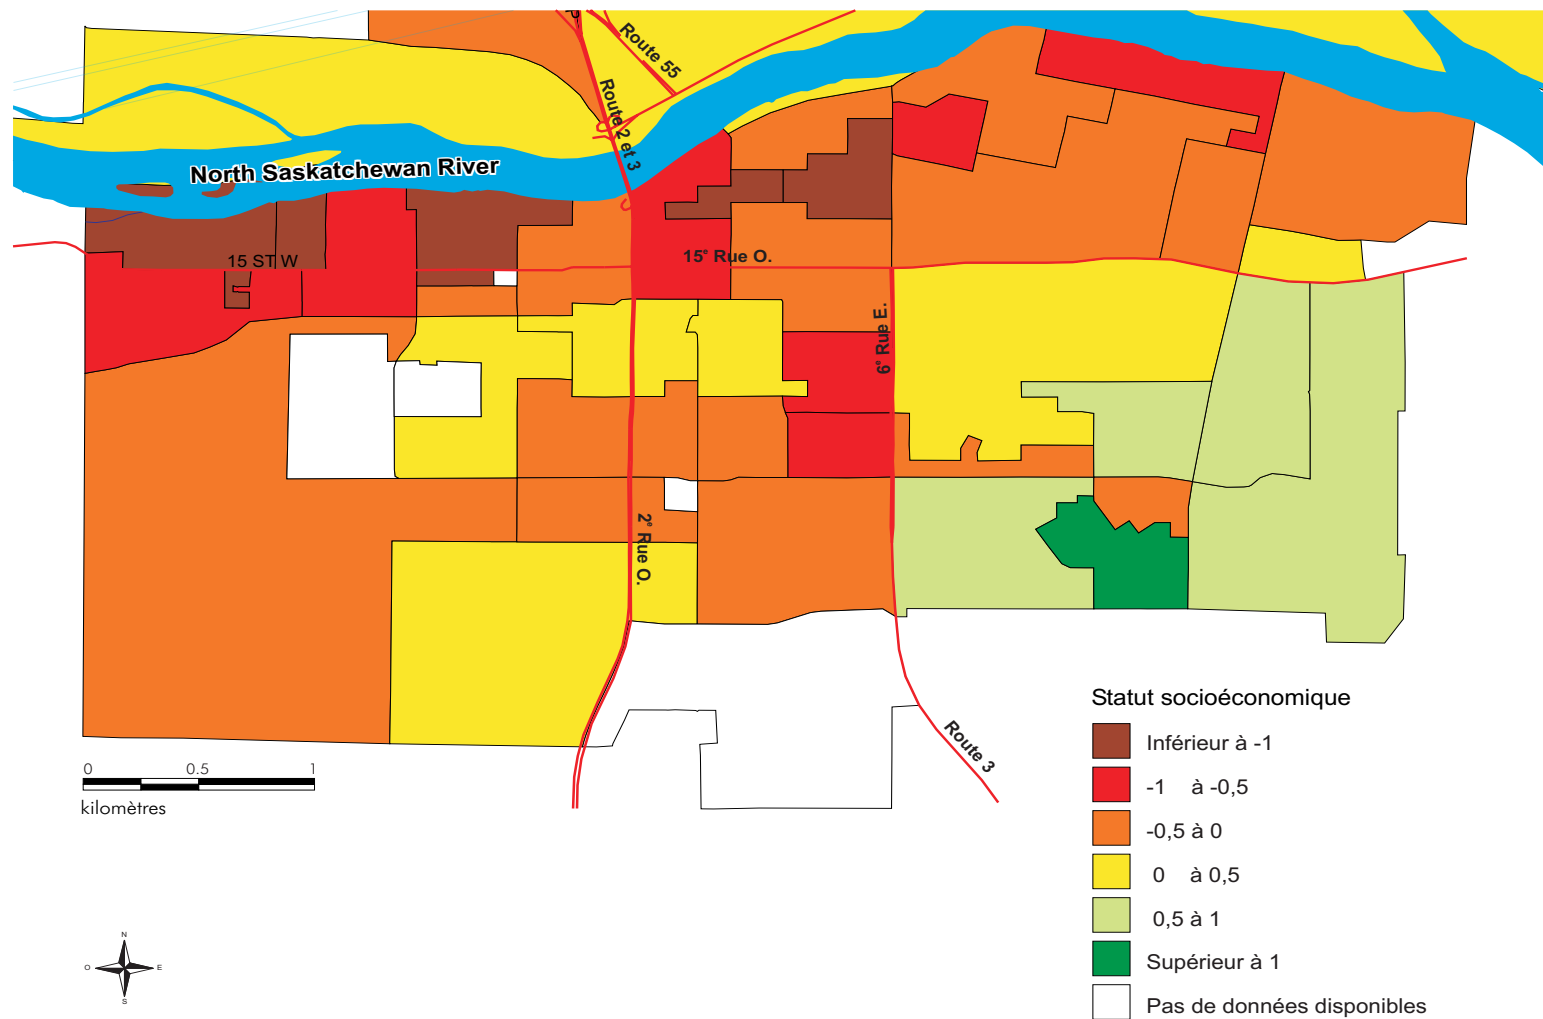 Route 55
Route 2 et 3
North Saskatchewan River
15 ST W
15e Rue O.
6e Rue E.
2e Rue O.
Route 3
Statut socioéconomique
Inférieur à -1
-1 à -0,5
-0,5 à 0
0 à 0,5
0,5 à 1
Supérieur à 1
Pas de données disponibles
0 0.5 1
kilomètres
N
O E
S